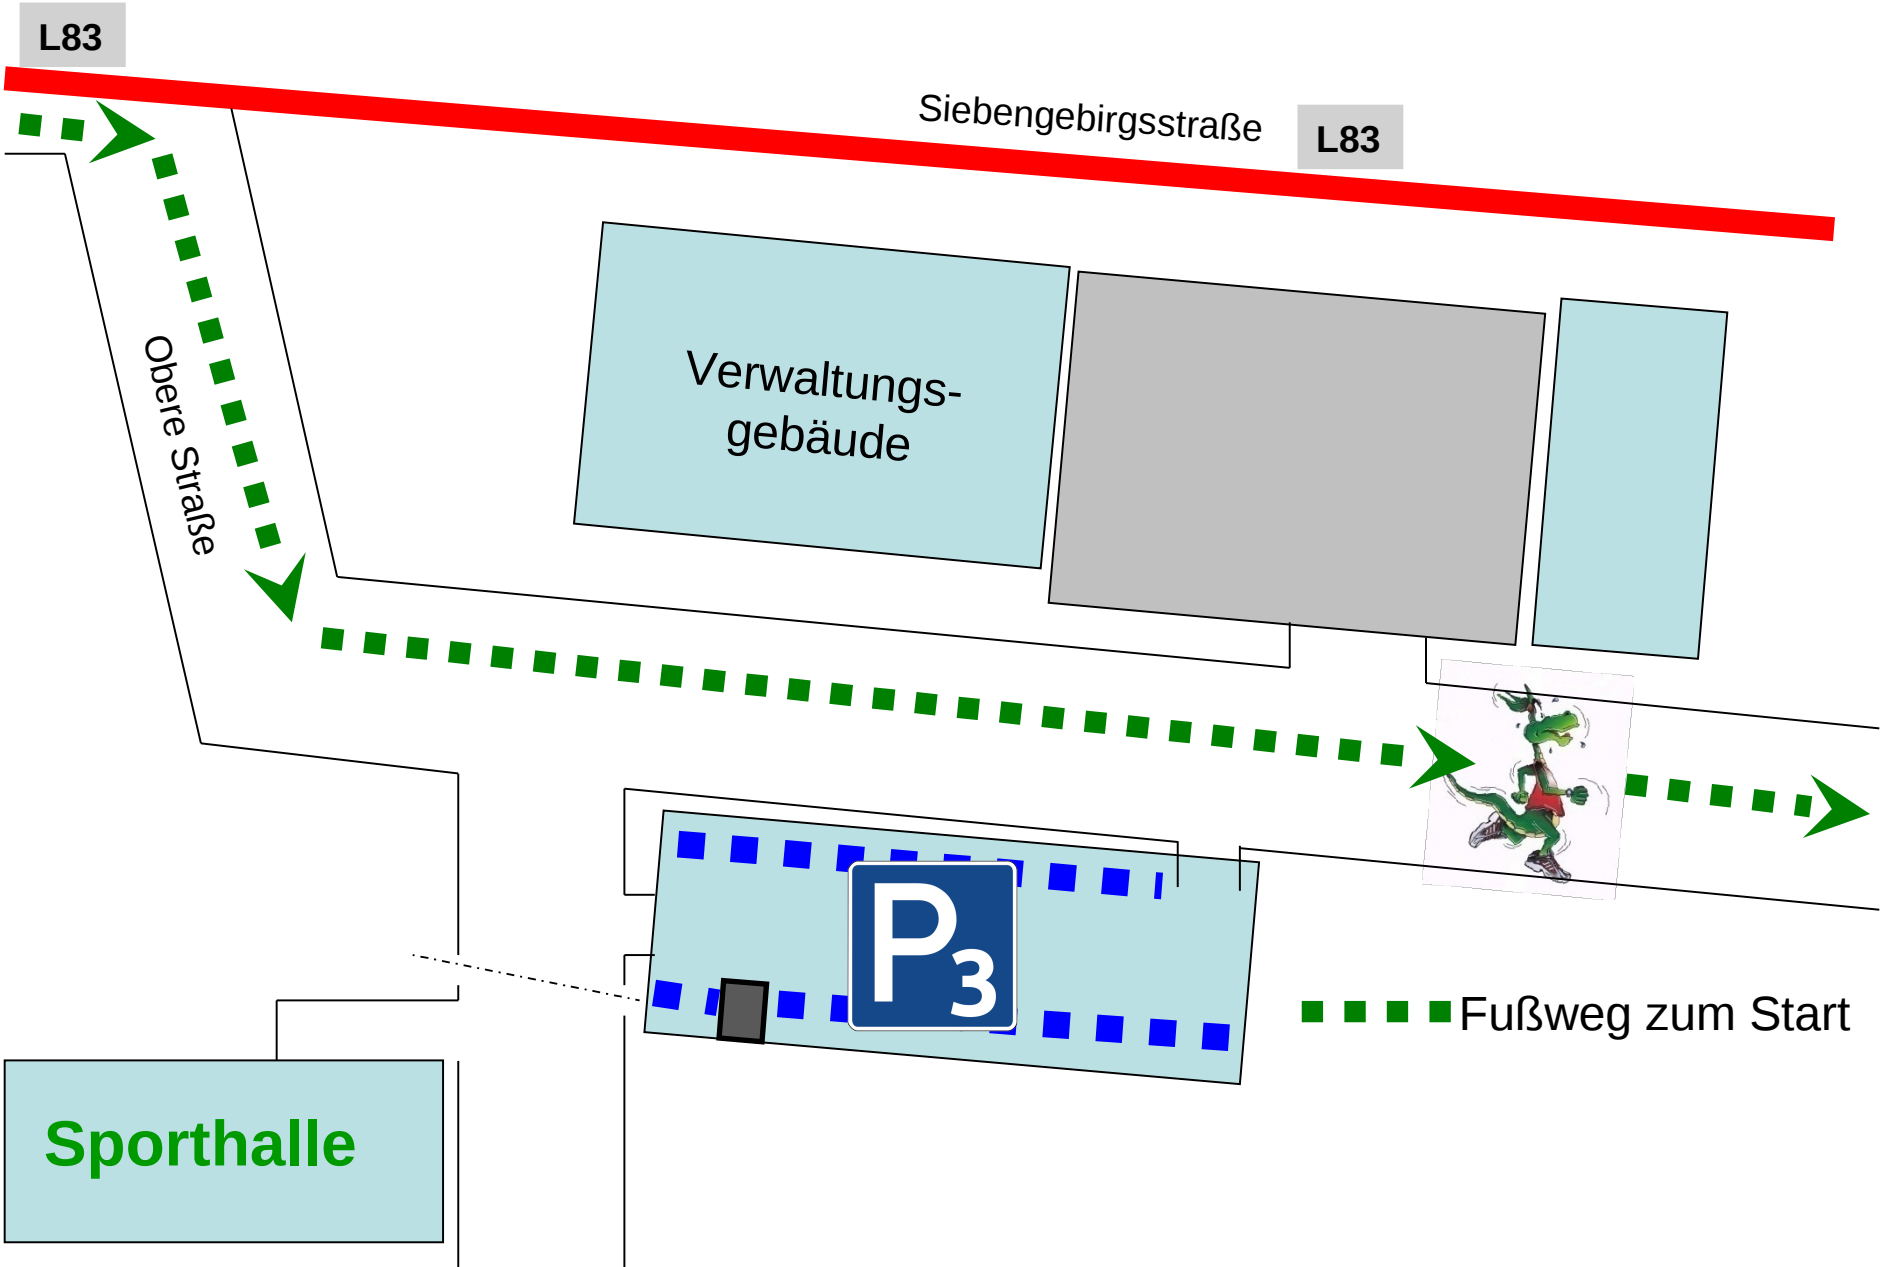 L83
Siebengebirgsstraße
L83
Obere Straße
Verwaltungs-
gebäude
P3
Fußweg zum Start
Sporthalle